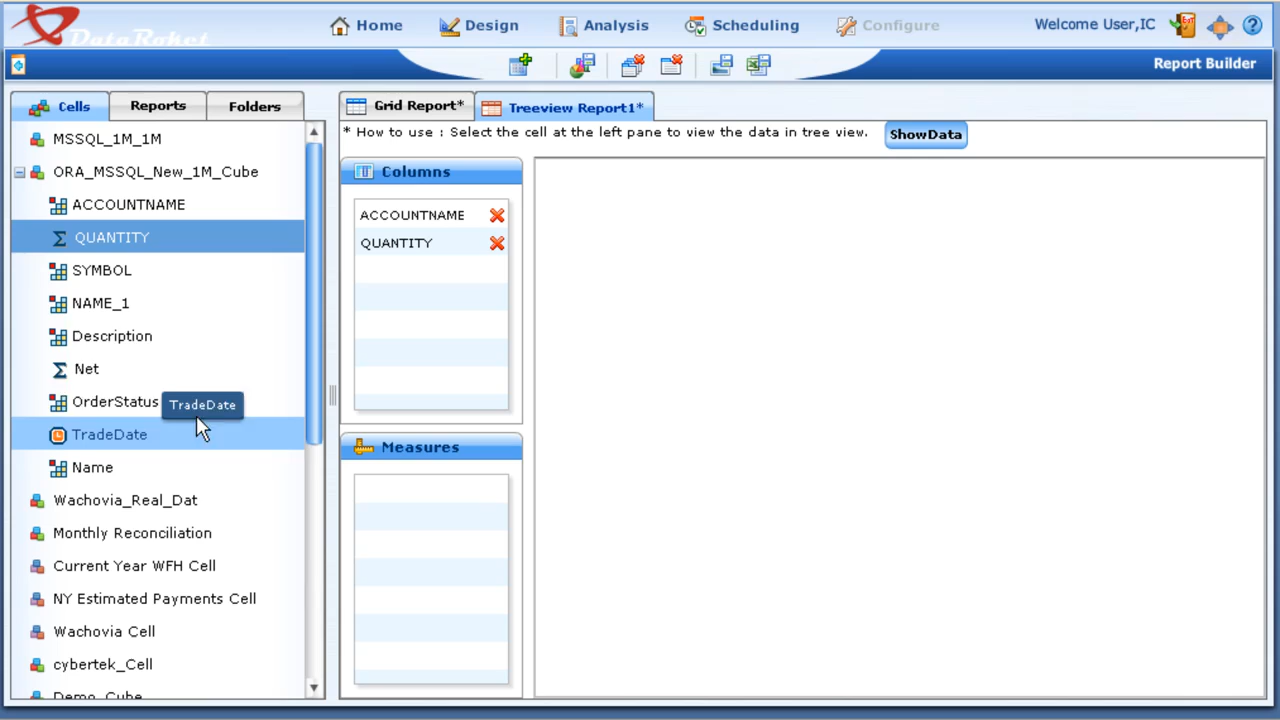 DataRoket
Home
Design
Analysis
Scheduling
Configure
Welcome User,IC
Exit
?
Report Builder
Cells
Reports
Folders
MSSQL_1M_1M
ORA_MSSQL_New_1M_Cube
ACCOUNTNAME
QUANTITY
SYMBOL
NAME_1
Description
Net
OrderStatus
TradeDate
TradeDate
Name
Wachovia_Real_Dat
Monthly Reconciliation
Current Year WFH Cell
NY Estimated Payments Cell
Wachovia Cell
cybertek_Cell
Demo_Cube
Grid Report*
Treeview Report1*
* How to use : Select the cell at the left pane to view the data in tree view.
ShowData
Columns
ACCOUNTNAME
QUANTITY
Measures